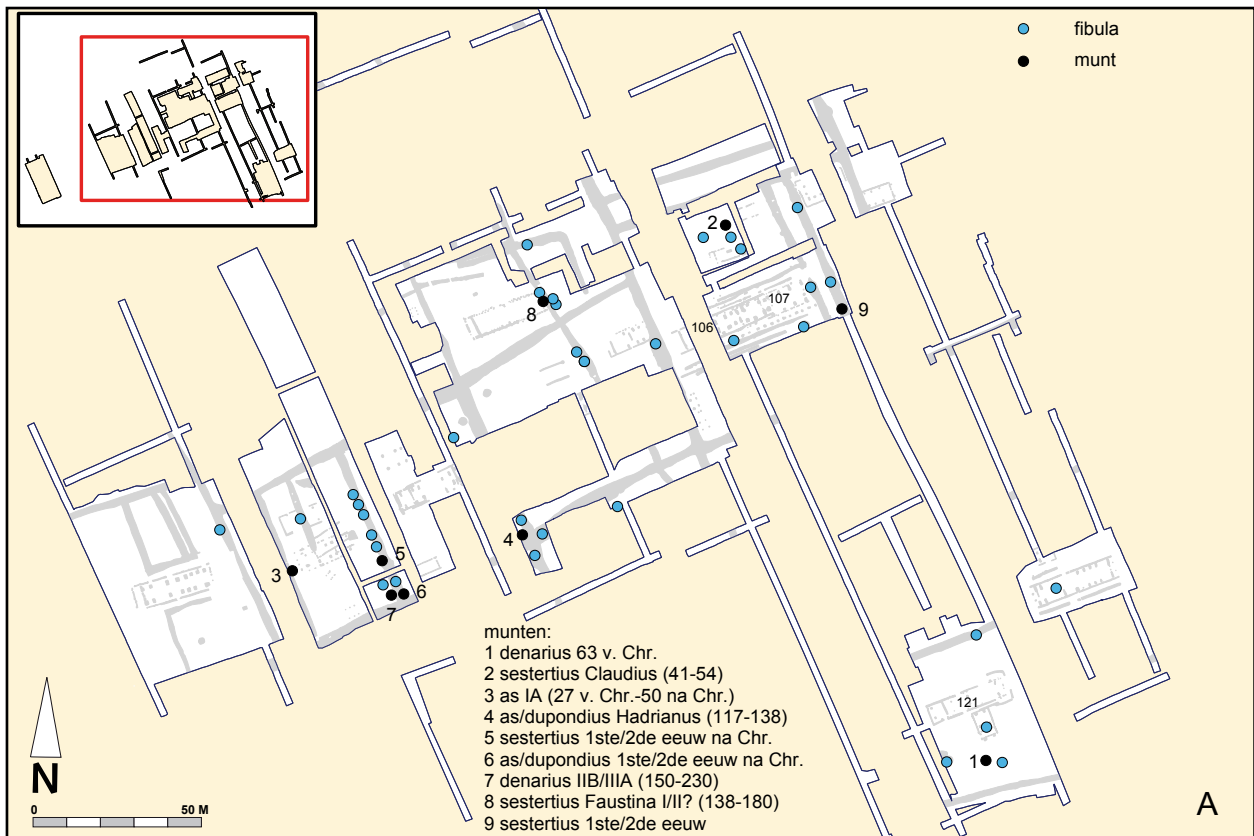 fibula
munt
2
107
8
9
106
4
5
3
6
7
121
1
munten:
1 denarius 63 v. Chr.
2 sestertius Claudius (41-54)
3 as IA (27 v. Chr.-50 na Chr.)
4 as/dupondius Hadrianus (117-138)
5 sestertius 1ste/2de eeuw na Chr.
6 as/dupondius 1ste/2de eeuw na Chr.
7 denarius IIB/IIIA (150-230)
8 sestertius Faustina I/II? (138-180)
9 sestertius 1ste/2de eeuw
N
0 50 M
A